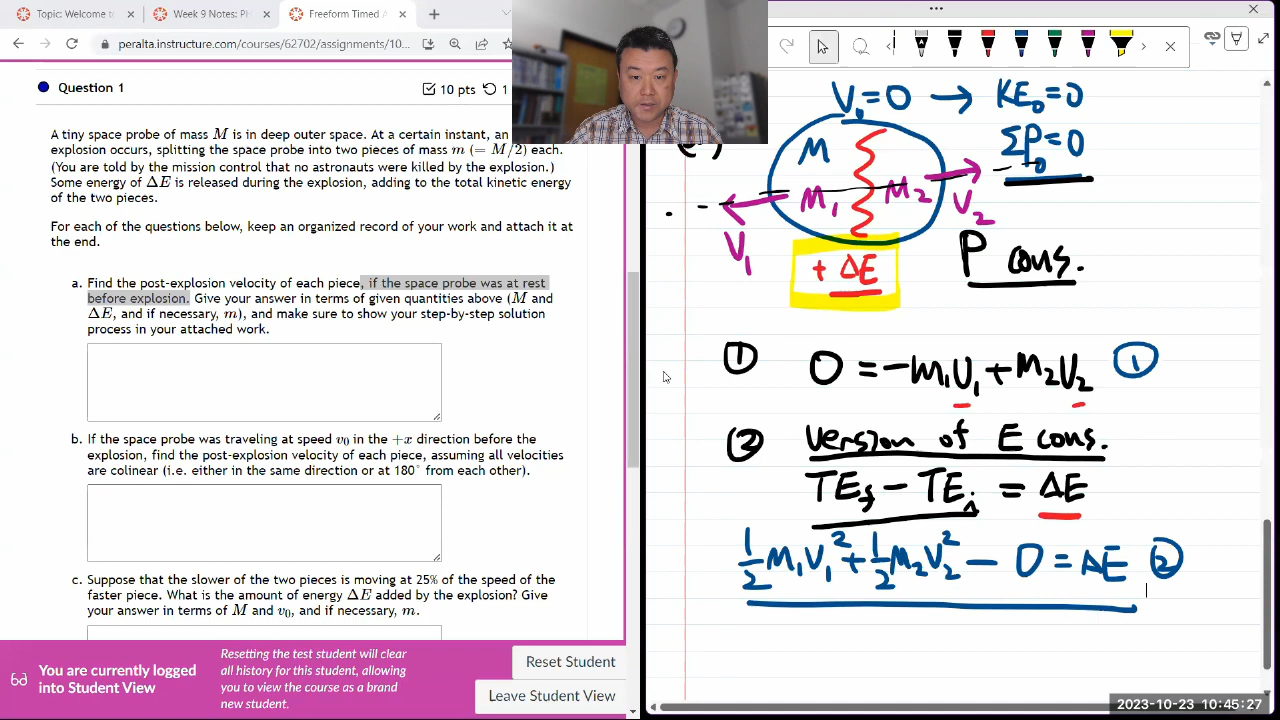 Topic: Welcome to
Week 9 Notes: Ph
Freeform Timed A
peralta.instructure.com/courses/
/assignments/10...
Question 1
10 pts
1
A tiny space probe of mass M is in deep outer space. At a certain instant, an
explosion occurs, splitting the space probe into two pieces of mass m (= M/2) each.
(You are told by the mission control that no astronauts were killed by the explosion.)
Some energy of ΔE is released during the explosion, adding to the total kinetic energy
of the two pieces.
For each of the questions below, keep an organized record of your work and attach it at
the end.
a. Find the post-explosion velocity of each piece if the space probe was at rest
before explosion. Give your answer in terms of given quantities above (M and
ΔE, and if necessary, m), and make sure to show your step-by-step solution
process in your attached work.
b. If the space probe was traveling at speed v₀ in the +x direction before the
explosion, find the post-explosion velocity of each piece, assuming all velocities
are colinear (i.e. either in the same direction or at 180° from each other).
c. Suppose that the slower of the two pieces is moving at 25% of the speed of the
faster piece. What is the amount of energy ΔE added by the explosion? Give
your answer in terms of M and v₀, and if necessary, m.
You are currently logged
into Student View
Resetting the test student will clear
all history for this student, allowing
you to view the course as a brand
new student.
Reset Student
Leave Student View
V₀=0 → KE₀=0
ΣP₀=0
M
M₁ M₂
V₁
V₂
+ ΔE
P cons.
① 0 = -M₁V₁ + M₂V₂ ①
② Version of E cons.
TE_f - TE_i = ΔE
½M₁V₁² + ½M₂V₂² - 0 = ΔE ②
2023-10-23 10:45:27